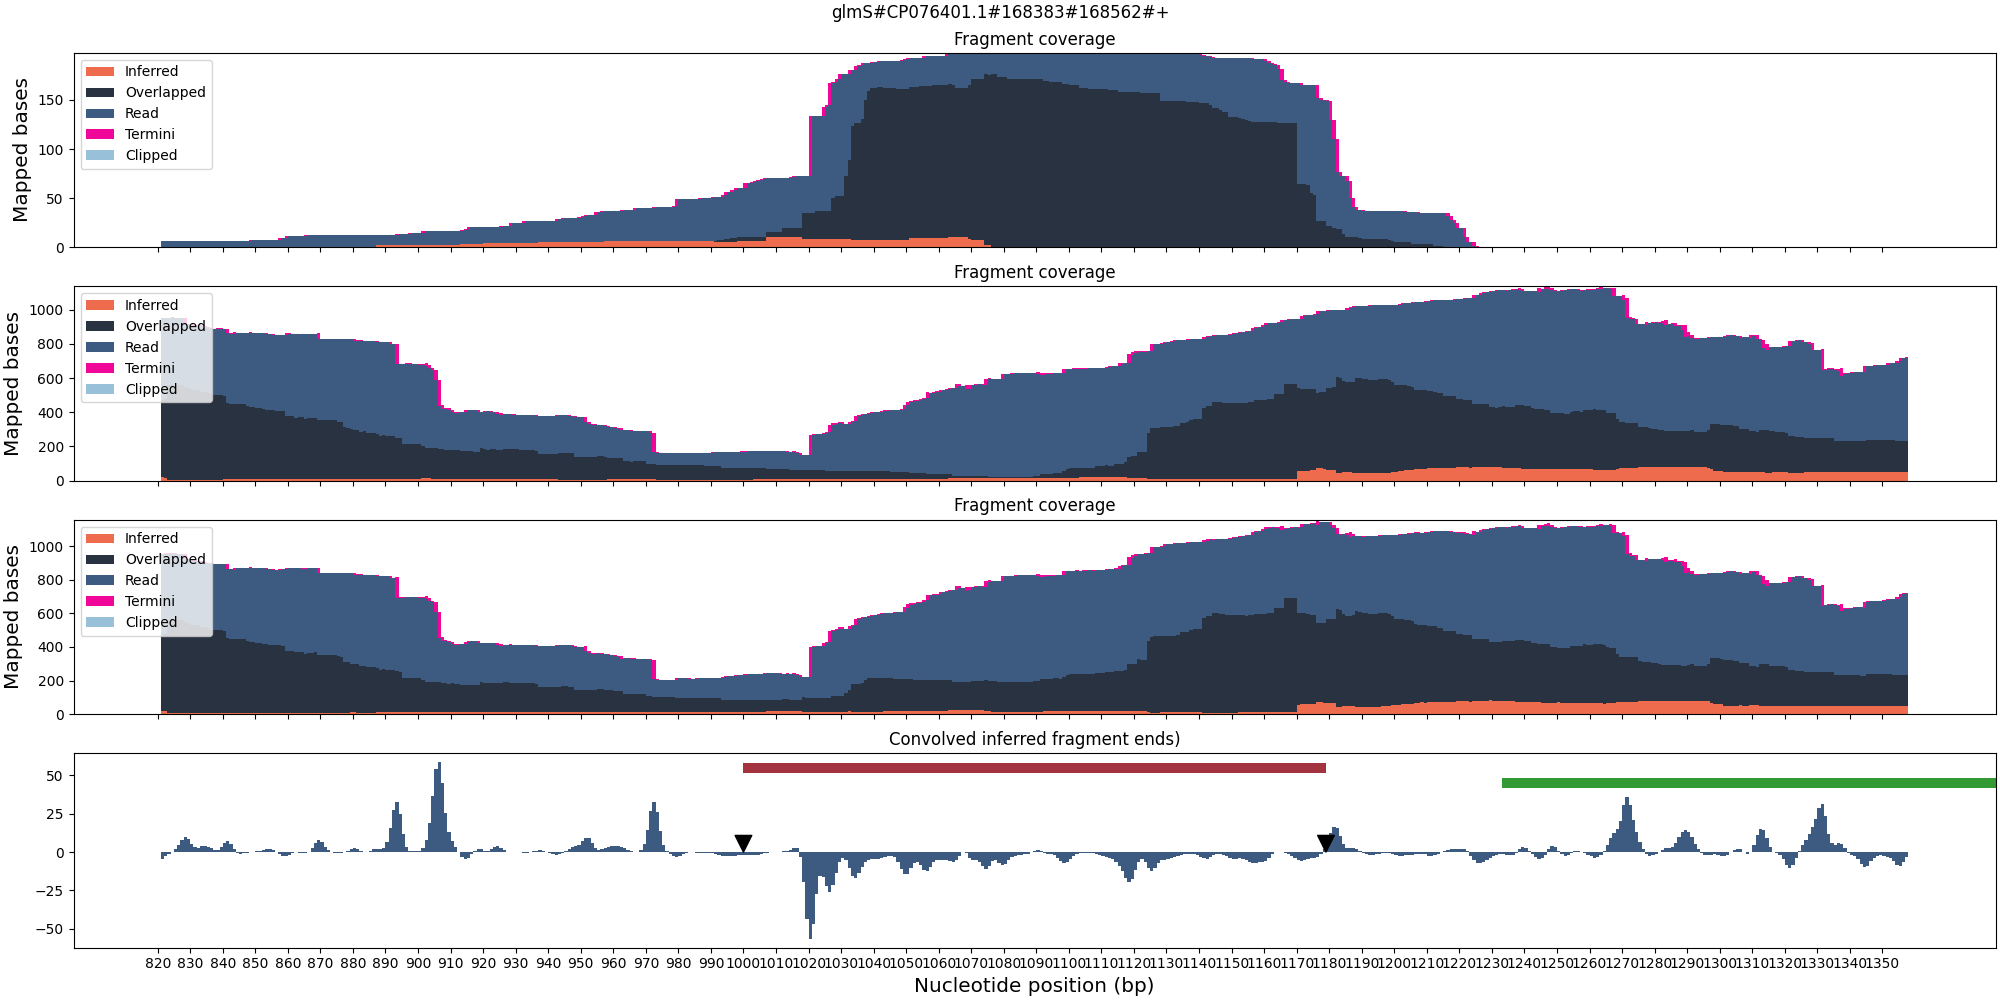 glmS#CP076401.1#168383#168562#+
Fragment coverage
Mapped bases
150
100
50
0
Inferred
Overlapped
Read
Termini
Clipped
Fragment coverage
Mapped bases
1000
800
600
400
200
0
Inferred
Overlapped
Read
Termini
Clipped
Fragment coverage
Mapped bases
1000
800
600
400
200
0
Inferred
Overlapped
Read
Termini
Clipped
Convolved inferred fragment ends)
50
25
0
−25
−50
820 830 840 850 860 870 880 890 900 910 920 930 940 950 960 970 980 990 1000 1010 1020 1030 1040 1050 1060 1070 1080 1090 1100 1110 1120 1130 1140 1150 1160 1170 1180 1190 1200 1210 1220 1230 1240 1250 1260 1270 1280 1290 1300 1310 1320 1330 1340 1350
Nucleotide position (bp)